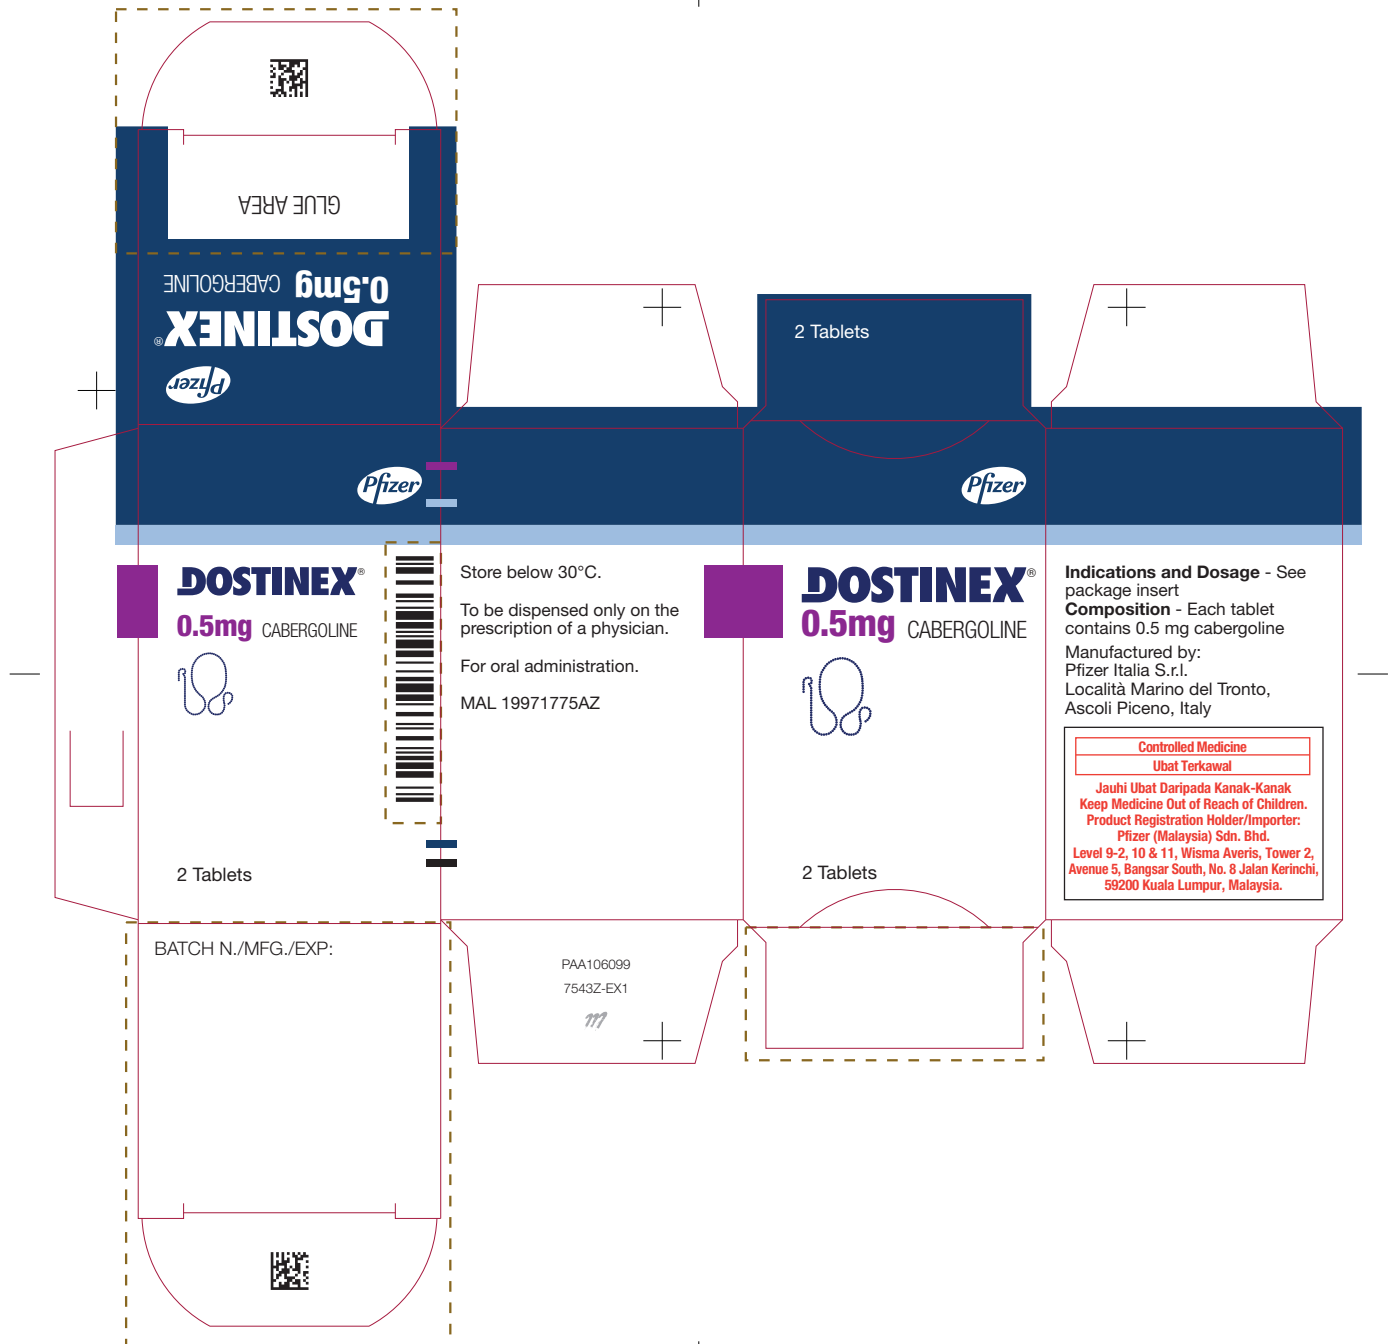 GLUE AREA
0.5mg CABERGOLINE
DOSTINEX®
Pfizer
2 Tablets
Pfizer
Pfizer
DOSTINEX®
0.5mg CABERGOLINE
2 Tablets
Store below 30°C.
To be dispensed only on the
prescription of a physician.
For oral administration.
MAL 19971775AZ
DOSTINEX®
0.5mg CABERGOLINE
2 Tablets
Indications and Dosage - See
package insert
Composition - Each tablet
contains 0.5 mg cabergoline
Manufactured by:
Pfizer Italia S.r.l.
Località Marino del Tronto,
Ascoli Piceno, Italy
Controlled Medicine
Ubat Terkawal
Jauhi Ubat Daripada Kanak-Kanak
Keep Medicine Out of Reach of Children.
Product Registration Holder/Importer:
Pfizer (Malaysia) Sdn. Bhd.
Level 9-2, 10 & 11, Wisma Averis, Tower 2,
Avenue 5, Bangsar South, No. 8 Jalan Kerinchi,
59200 Kuala Lumpur, Malaysia.
BATCH N./MFG./EXP:
PAA106099
7543Z-EX1